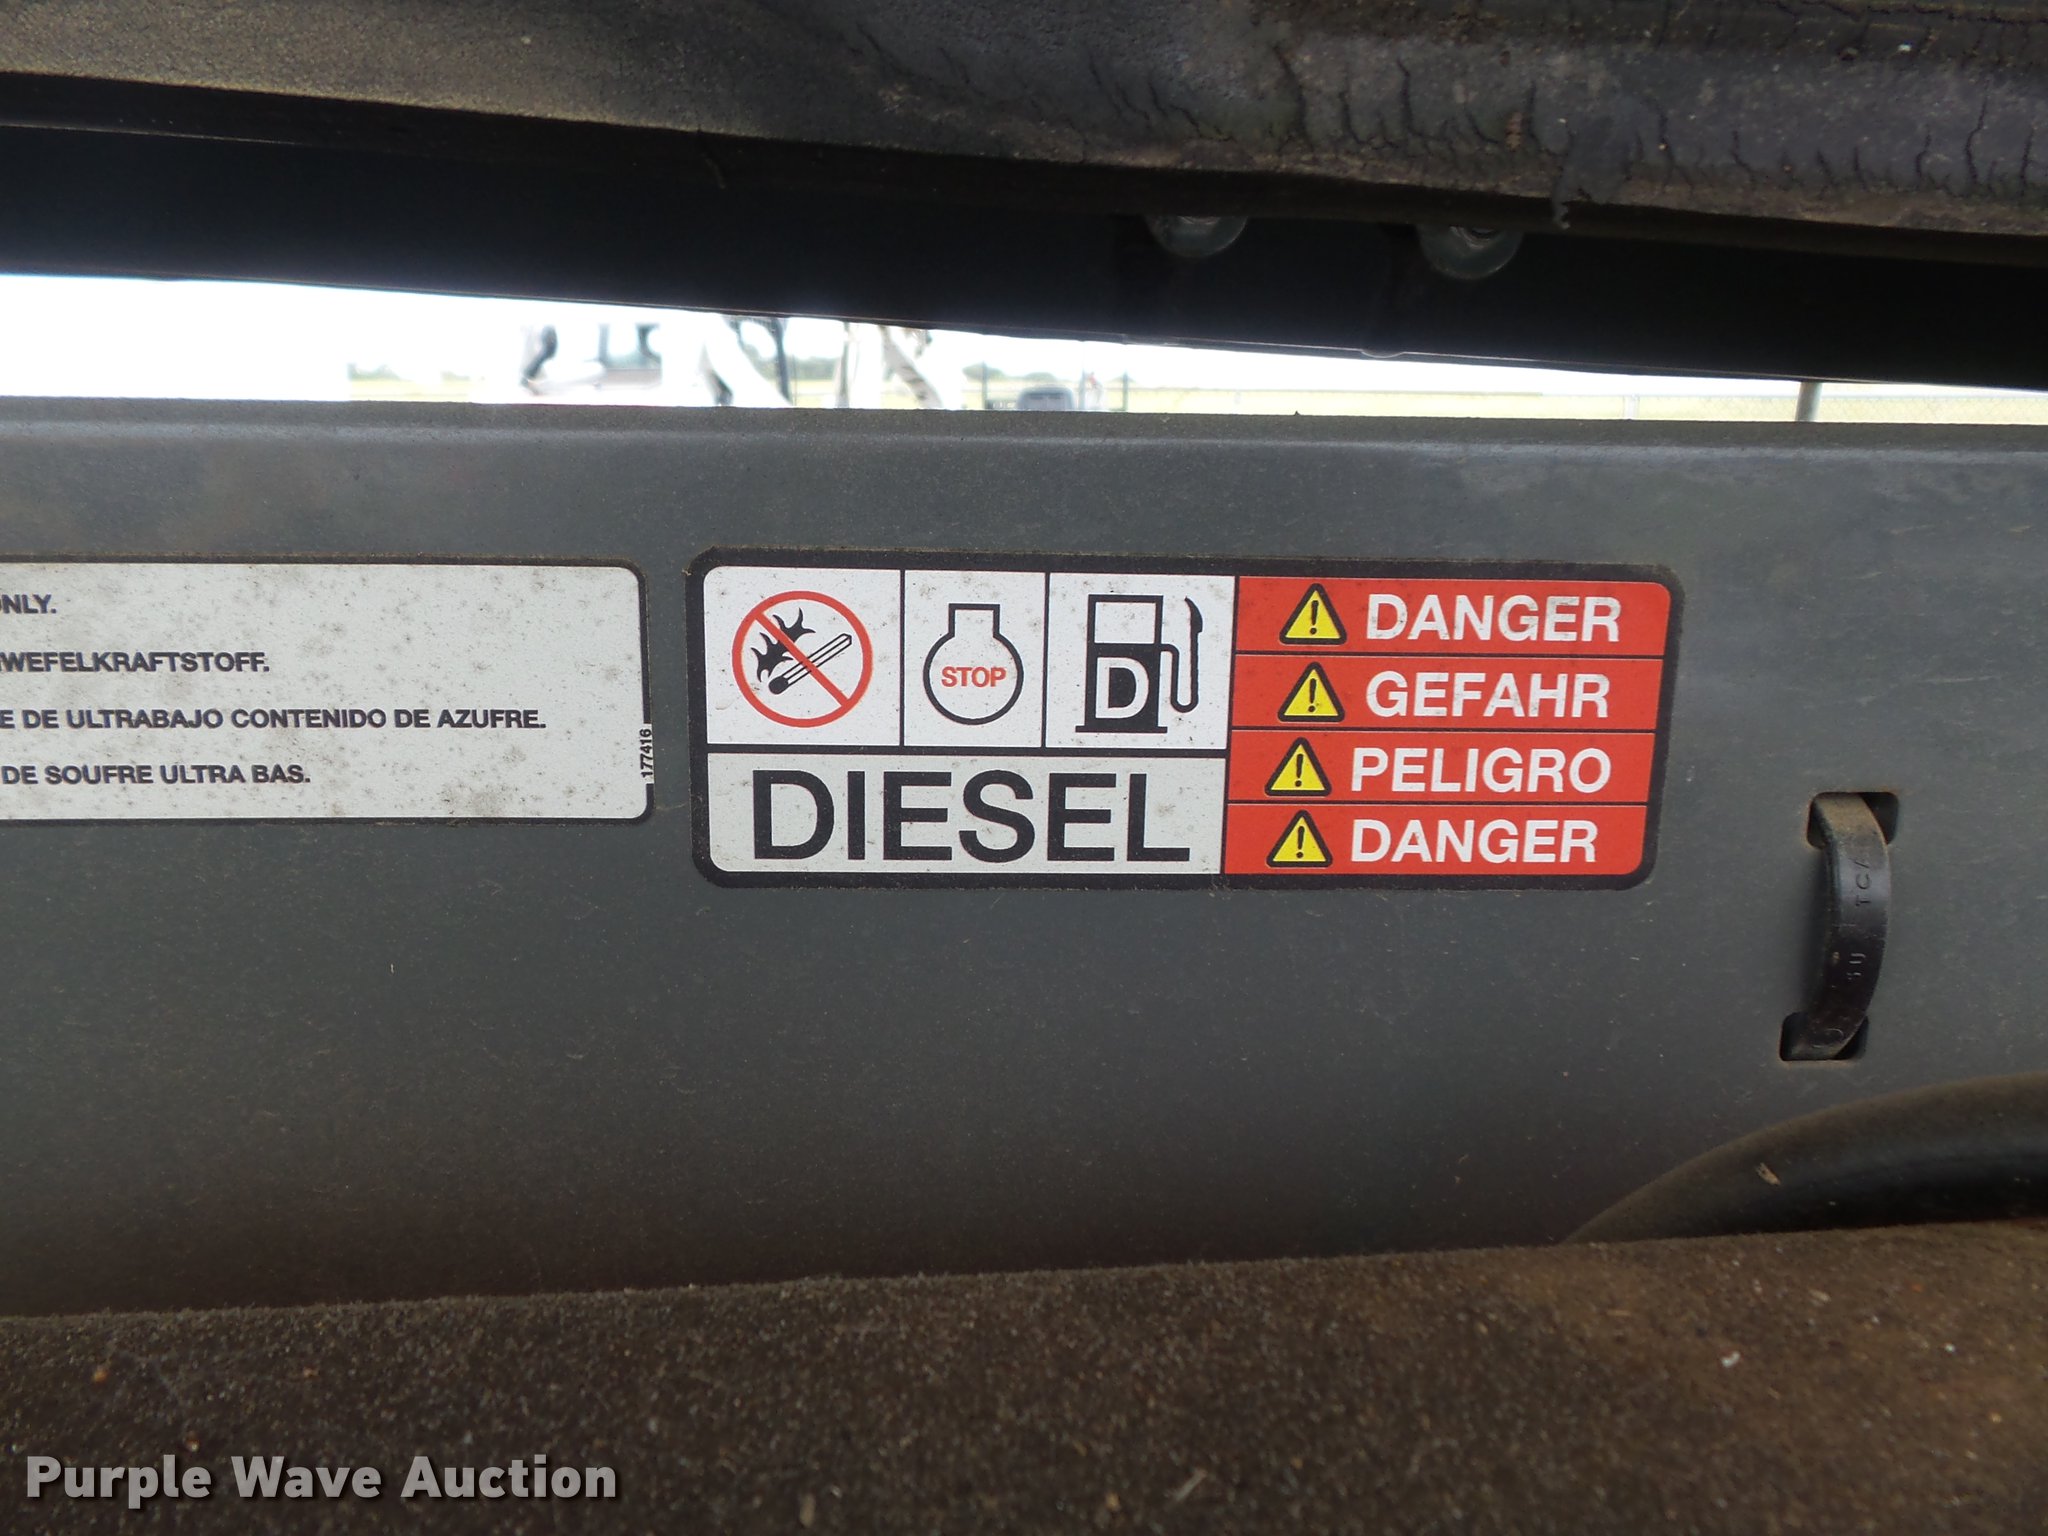 NLY.
WEFELKRAFTSTOFF.
E DE ULTRABAJO CONTENIDO DE AZUFRE.
DE SOUFRE ULTRA BAS.
177416
STOP
D
DIESEL
DANGER
GEFAHR
PELIGRO
DANGER
Purple Wave Auction